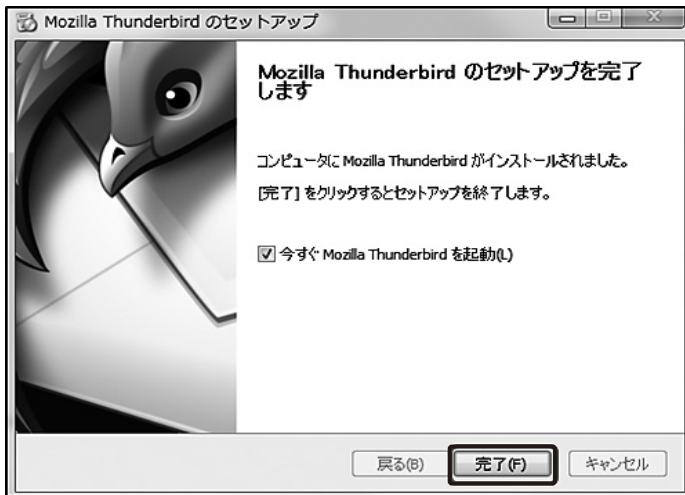 Mozilla Thunderbird のセットアップ
Mozilla Thunderbird のセットアップを完了
します
コンピュータに Mozilla Thunderbird がインストールされました。
[完了] をクリックするとセットアップを終了します。
今すぐ Mozilla Thunderbird を起動(L)
戻る(B)
完了(F)
キャンセル